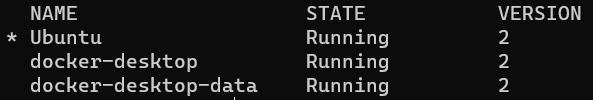 NAME STATE VERSION
* Ubuntu Running 2
docker-desktop Running 2
docker-desktop-data Running 2